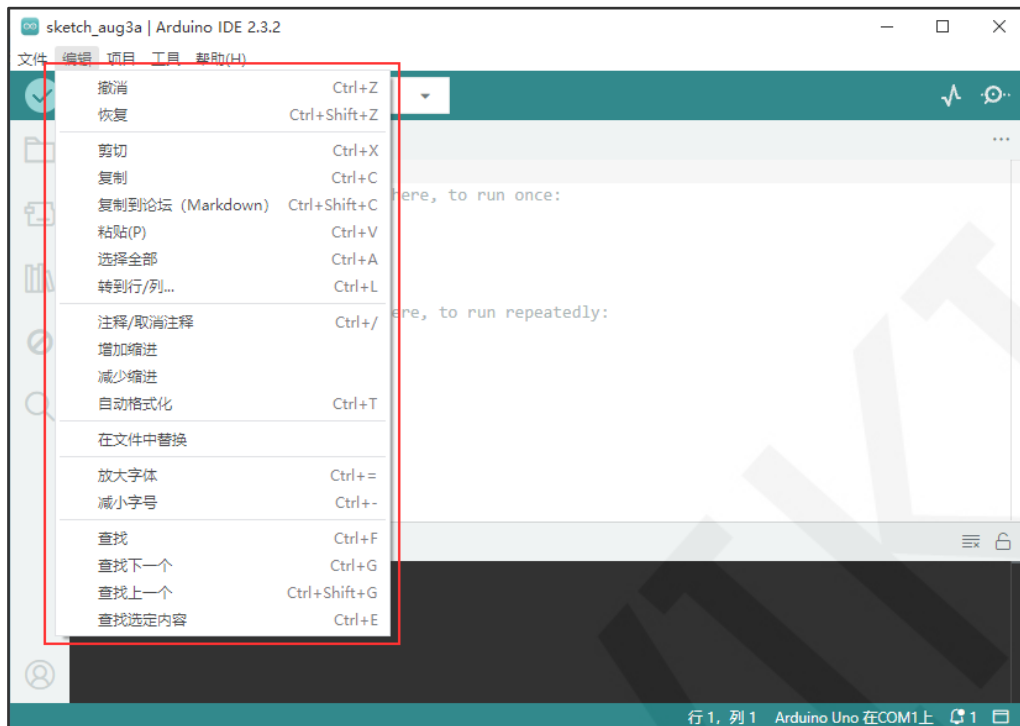 sketch_aug3a | Arduino IDE 2.3.2
文件 编辑 项目 工具 帮助(H)
撤消 Ctrl+Z
恢复 Ctrl+Shift+Z
剪切 Ctrl+X
复制 Ctrl+C
复制到论坛（Markdown） Ctrl+Shift+C
here, to run once:
粘贴(P) Ctrl+V
选择全部 Ctrl+A
转到行/列... Ctrl+L
ere, to run repeatedly:
注释/取消注释 Ctrl+/
增加缩进
减少缩进
自动格式化 Ctrl+T
在文件中替换
放大字体 Ctrl+=
减小字号 Ctrl+-
查找 Ctrl+F
查找下一个 Ctrl+G
查找上一个 Ctrl+Shift+G
查找选定内容 Ctrl+E
行 1，列 1 Arduino Uno 在COM1上 1